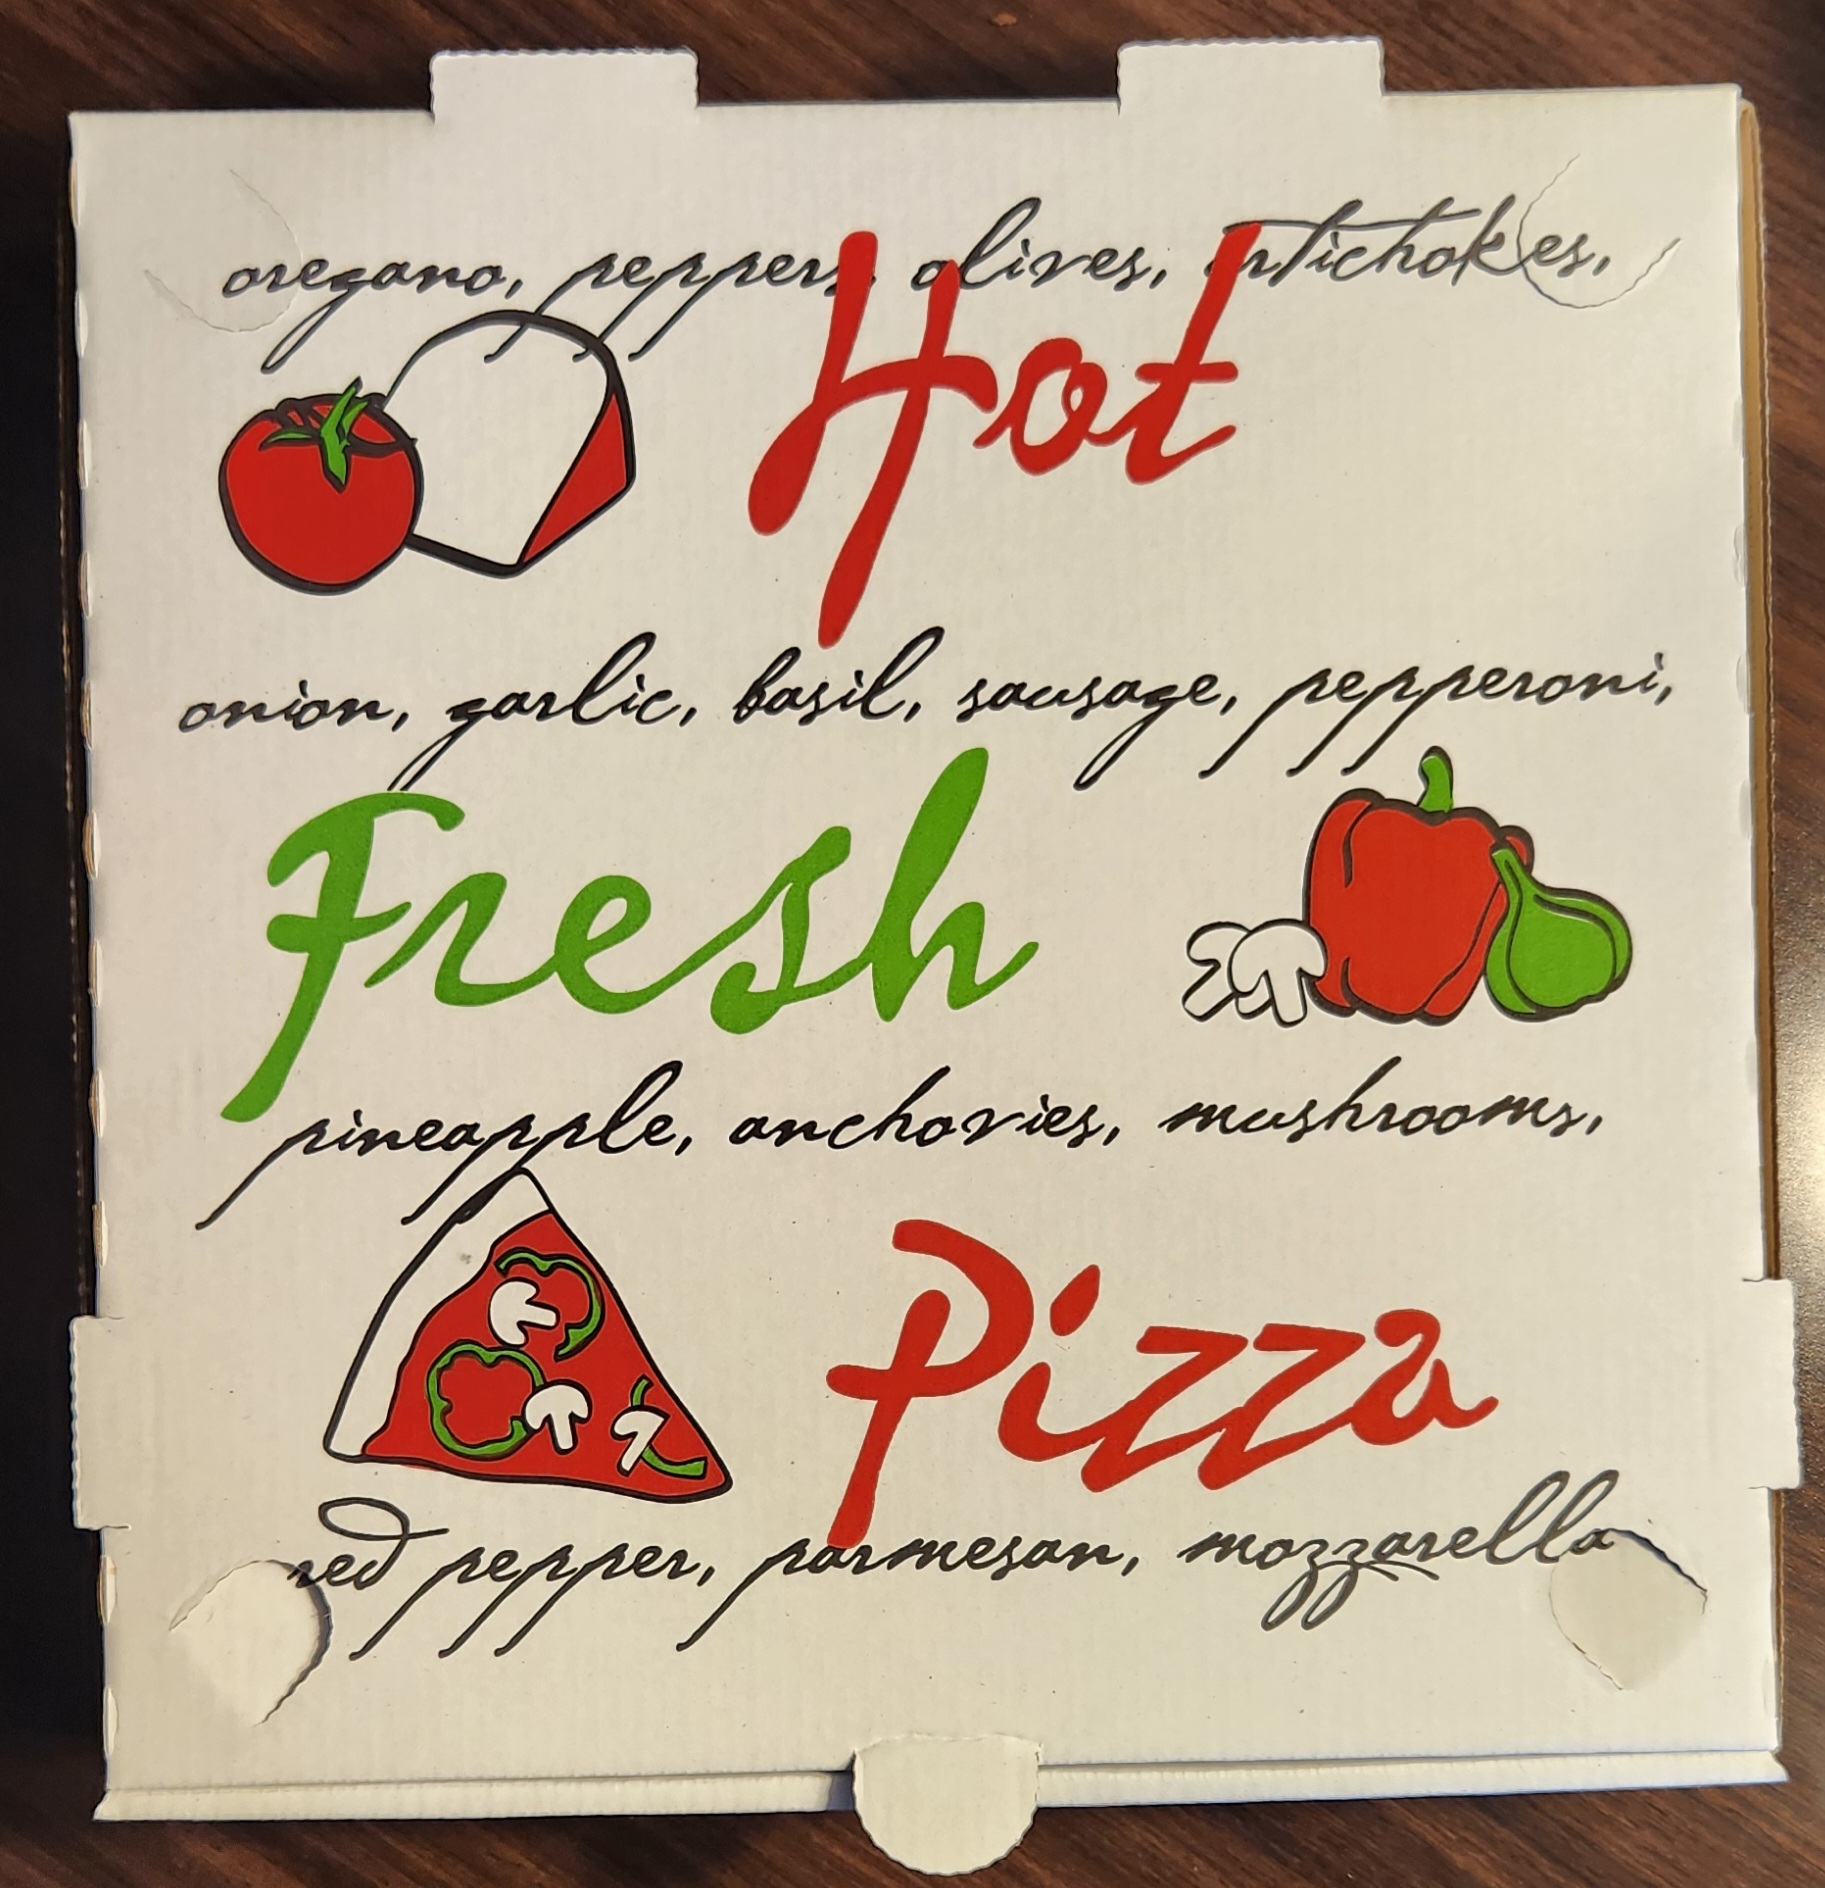 oregano, peppers, olives, artichokes,
Hot
onion, garlic, basil, sausage, pepperoni,
Fresh
pineapple, anchovies, mushrooms,
Pizza
red pepper, parmesan, mozzarella